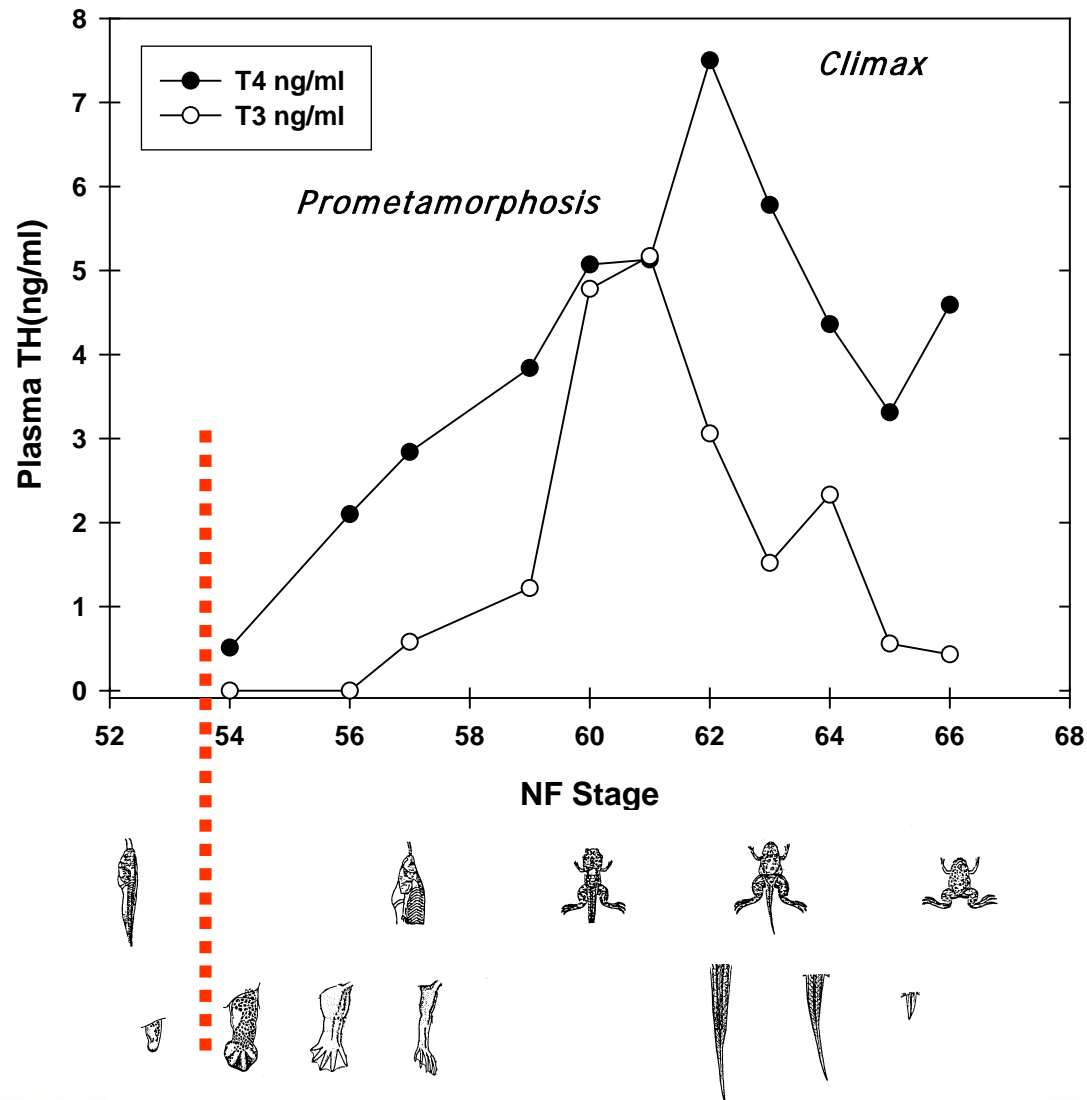 8
Climax
T4 ng/ml
T3 ng/ml
7
6
Prometamorphosis
5
Plasma TH(ng/ml)
4
3
2
1
0
52 54 56 58 60 62 64 66 68
NF Stage